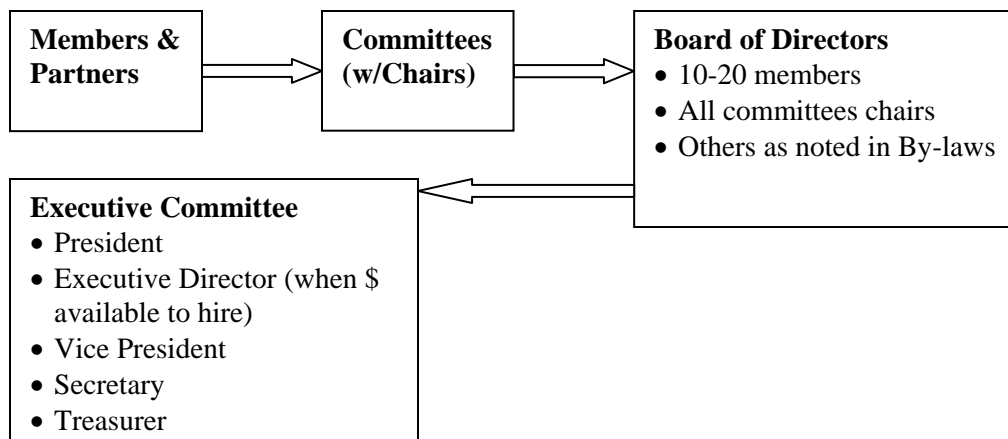 Members &
Partners
Committees
(w/Chairs)
Board of Directors
• 10-20 members
• All committees chairs
• Others as noted in By-laws
Executive Committee
• President
• Executive Director (when $
available to hire)
• Vice President
• Secretary
• Treasurer